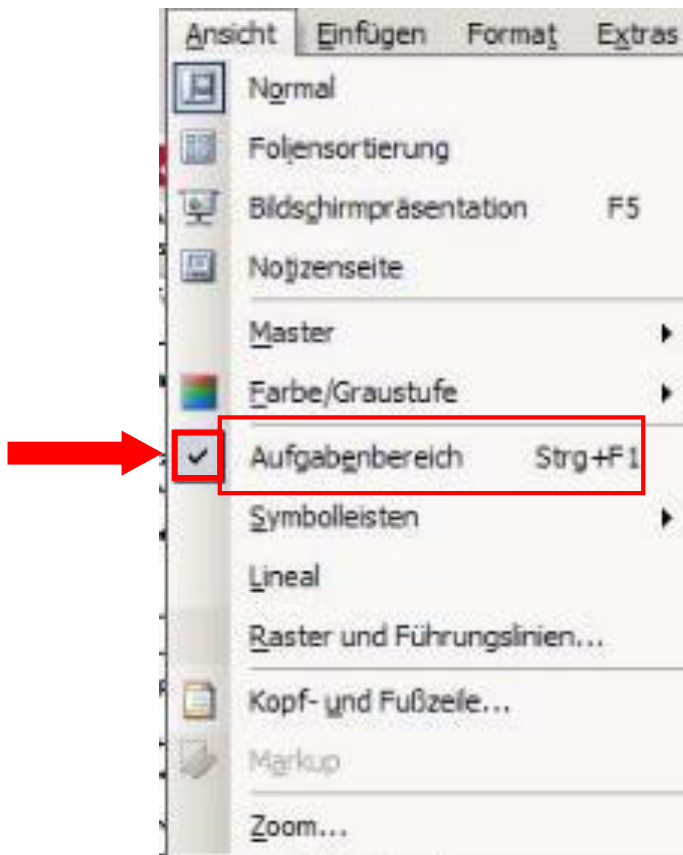 Ansicht Einfügen Format Extras
Normal
Foliensortierung
Bildschirmpräsentation F5
Notizenseite
Master
Farbe/Graustufe
Aufgabenbereich Strg+F1
Symbolleisten
Lineal
Raster und Führungslinien...
Kopf- und Fußzeile...
Markup
Zoom...